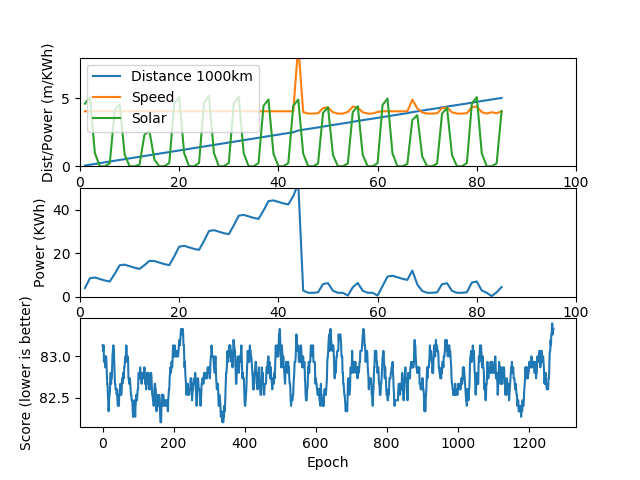 Dist/Power (m/KWh)
5
0
Distance 1000km
Speed
Solar
0 20 40 60 80 100
Power (KWh)
40
20
0
0 20 40 60 80 100
Score (lower is better)
83.0
82.5
0 200 400 600 800 1000 1200
Epoch